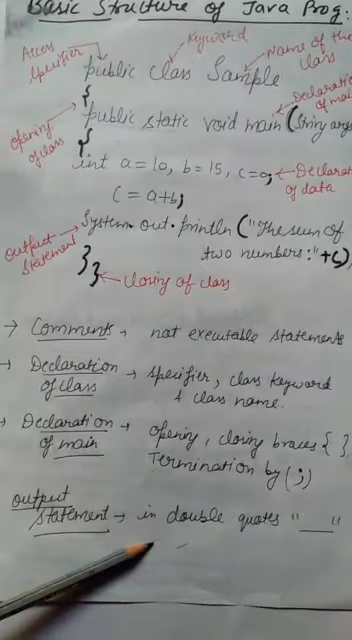 Basic Structure of Java Prog:
Access Specifier
Keyword
Name of the class
public class Sample
{
Declaration of main
Opening of class
public static void main (String args
{
int a=10, b=15, c=0;
Declaration of data
c = a+b;
Output Statement
System.out.println ("The sum of
two numbers:"+c);
}}
closing of class
→ Comments → not executable statements
→ Declaration of class → specifier, class keyword
& class name.
→ Declaration of main → opening, closing braces { }.
Termination by (;)
output
statement → in double quotes "___"